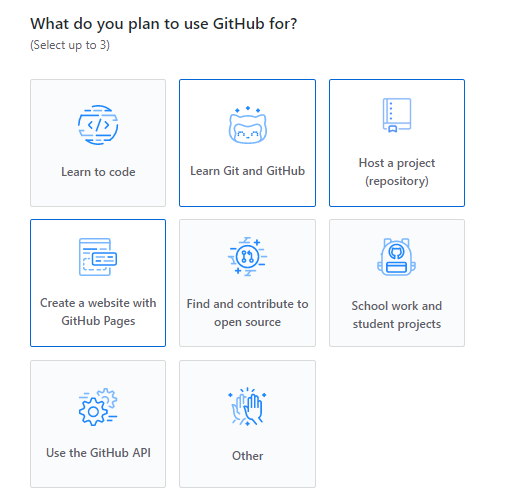 What do you plan to use GitHub for?
(Select up to 3)
Learn to code
Learn Git and GitHub
Host a project
(repository)
Create a website with
GitHub Pages
Find and contribute to
open source
School work and
student projects
Use the GitHub API
Other